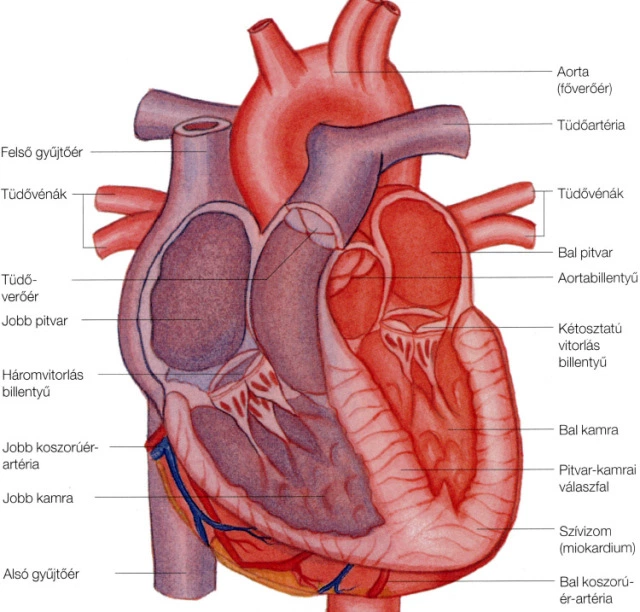 Felső gyűjtőér
Tüdővénák
Tüdő-
verőér
Jobb pitvar
Háromvitorlás
billentyű
Jobb koszorúér-
artéria
Jobb kamra
Alsó gyűjtőér
Aorta
(főverőér)
Tüdőartéria
Tüdővénák
Bal pitvar
Aortabillentyű
Kétosztatú
vitorlás
billentyű
Bal kamra
Pitvar-kamrai
válaszfal
Szívizom
(miokardium)
Bal koszorú-
ér-artéria